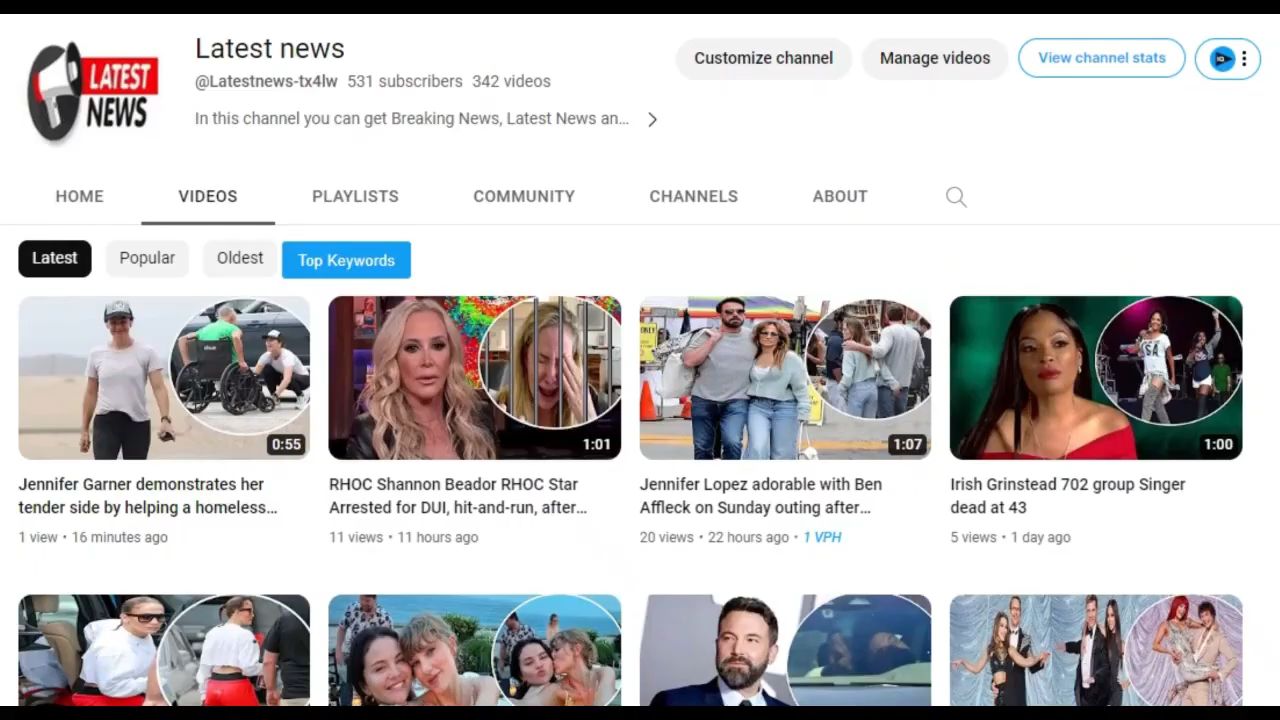 LATEST
NEWS
Latest news
@Latestnews-tx4lw 531 subscribers 342 videos
In this channel you can get Breaking News, Latest News an...
Customize channel
Manage videos
View channel stats
HOME
VIDEOS
PLAYLISTS
COMMUNITY
CHANNELS
ABOUT
Latest
Popular
Oldest
Top Keywords
0:55
1:01
1:07
1:00
Jennifer Garner demonstrates her
tender side by helping a homeless...
1 view • 16 minutes ago
RHOC Shannon Beador RHOC Star
Arrested for DUI, hit-and-run, after...
11 views • 11 hours ago
Jennifer Lopez adorable with Ben
Affleck on Sunday outing after...
20 views • 22 hours ago • 1 VPH
Irish Grinstead 702 group Singer
dead at 43
5 views • 1 day ago